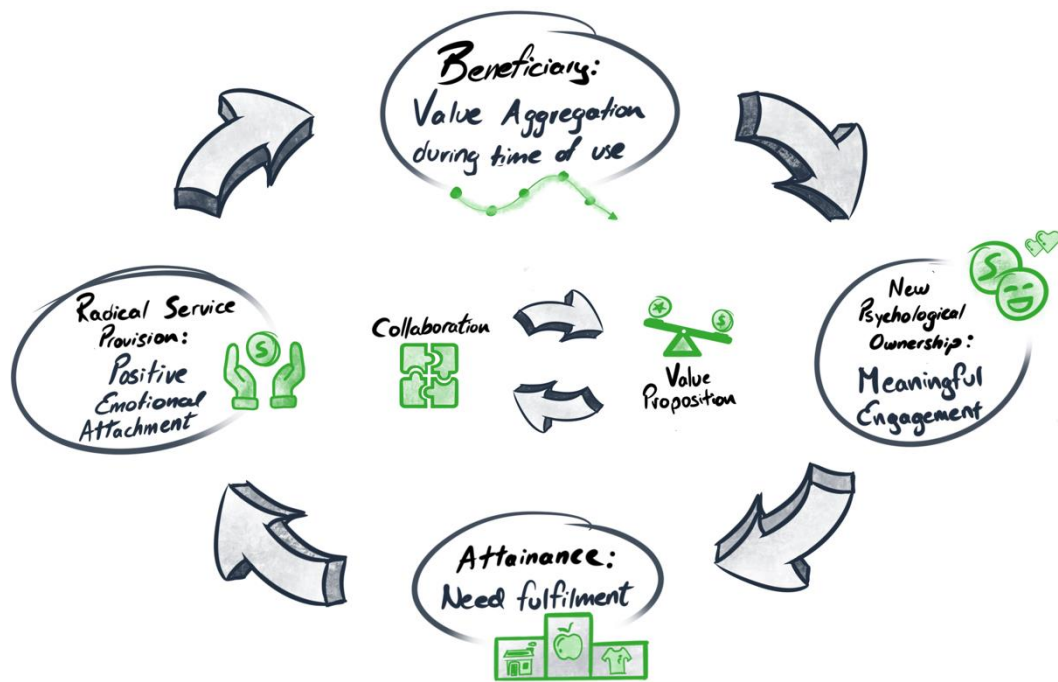 Beneficiary:
Value Aggregation
during time of use
Radical Service
Provision:
Positive
Emotional
Attachment
S
Collaboration
$
Value
Proposition
S
New
Psychological
Ownership:
Meaningful
Engagement
Attainance:
Need fulfilment